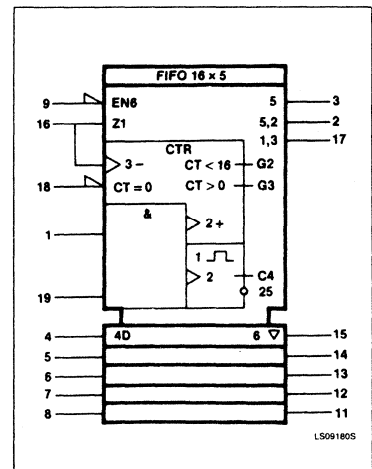 FIFO 16 × 5
9 EN6 5 3
16 Z1 5,2 2
1,3 17
CTR
3 − CT < 16 G2
18 CT = 0 CT > 0 G3
&
1 2 +
1
2 C4
19 25
4 4D 6 15
5 14
6 13
7 12
8 11
LS09180S